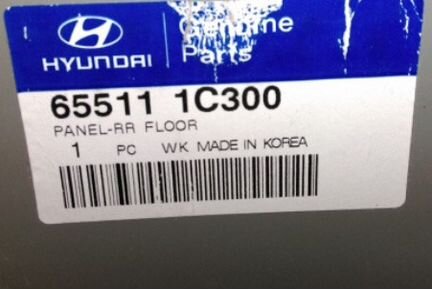 HYUNDAI
Genuine
Parts
65511 1C300
PANEL-RR FLOOR
1 PC WK MADE IN KOREA